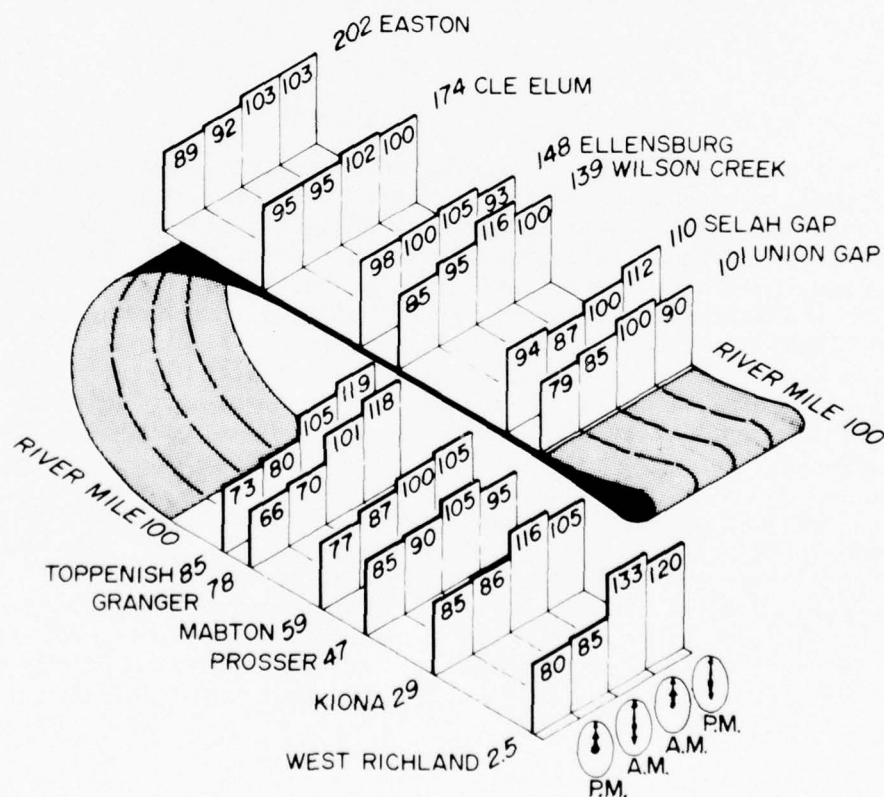 202 EASTON
89 92 103 103
174 CLE ELUM
95 95 102 100
148 ELLENSBURG
98 100 105 93
139 WILSON CREEK
85 95 116 100
110 SELAH GAP
94 87 100 112
101 UNION GAP
79 85 100 90
RIVER MILE 100
RIVER MILE 100
73 80 105 119
TOPPENISH 85
66 70 101 118
GRANGER 78
77 87 100 105
MABTON 59
85 90 105 95
PROSSER 47
85 86 116 105
KIONA 29
80 85 133 120
WEST RICHLAND 2.5
P.M. A.M. A.M. P.M.